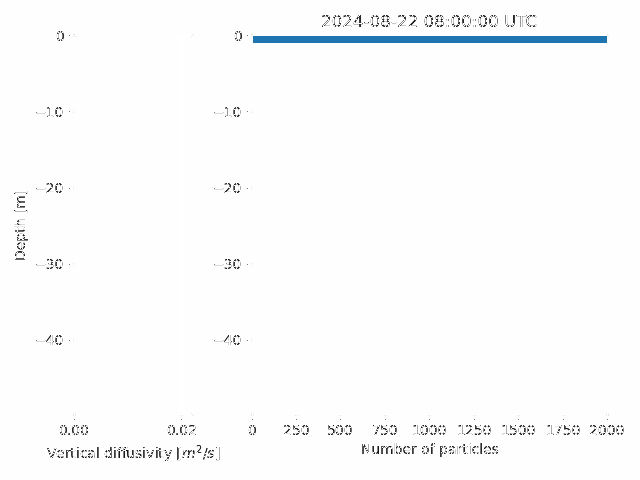 2024-08-22 08:00:00 UTC
0
−10
−20
−30
−40
Depth [m]
0.00 0.02
Vertical diffusivity [m²/s]
0
−10
−20
−30
−40
0 250 500 750 1000 1250 1500 1750 2000
Number of particles